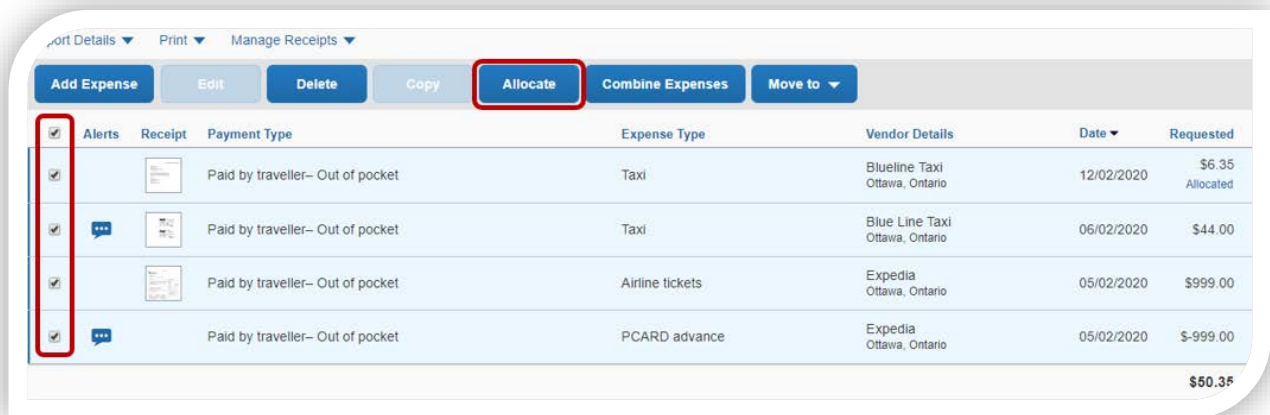 port Details Print Manage Receipts
Add Expense Edit Delete Copy Allocate Combine Expenses Move to
Alerts Receipt Payment Type Expense Type Vendor Details Date Requested
Paid by traveller– Out of pocket Taxi Blueline Taxi 12/02/2020 $6.35
Ottawa, Ontario Allocated
Paid by traveller– Out of pocket Taxi Blue Line Taxi 06/02/2020 $44.00
Ottawa, Ontario
Paid by traveller– Out of pocket Airline tickets Expedia 05/02/2020 $999.00
Ottawa, Ontario
Paid by traveller– Out of pocket PCARD advance Expedia 05/02/2020 $-999.00
Ottawa, Ontario
$50.35